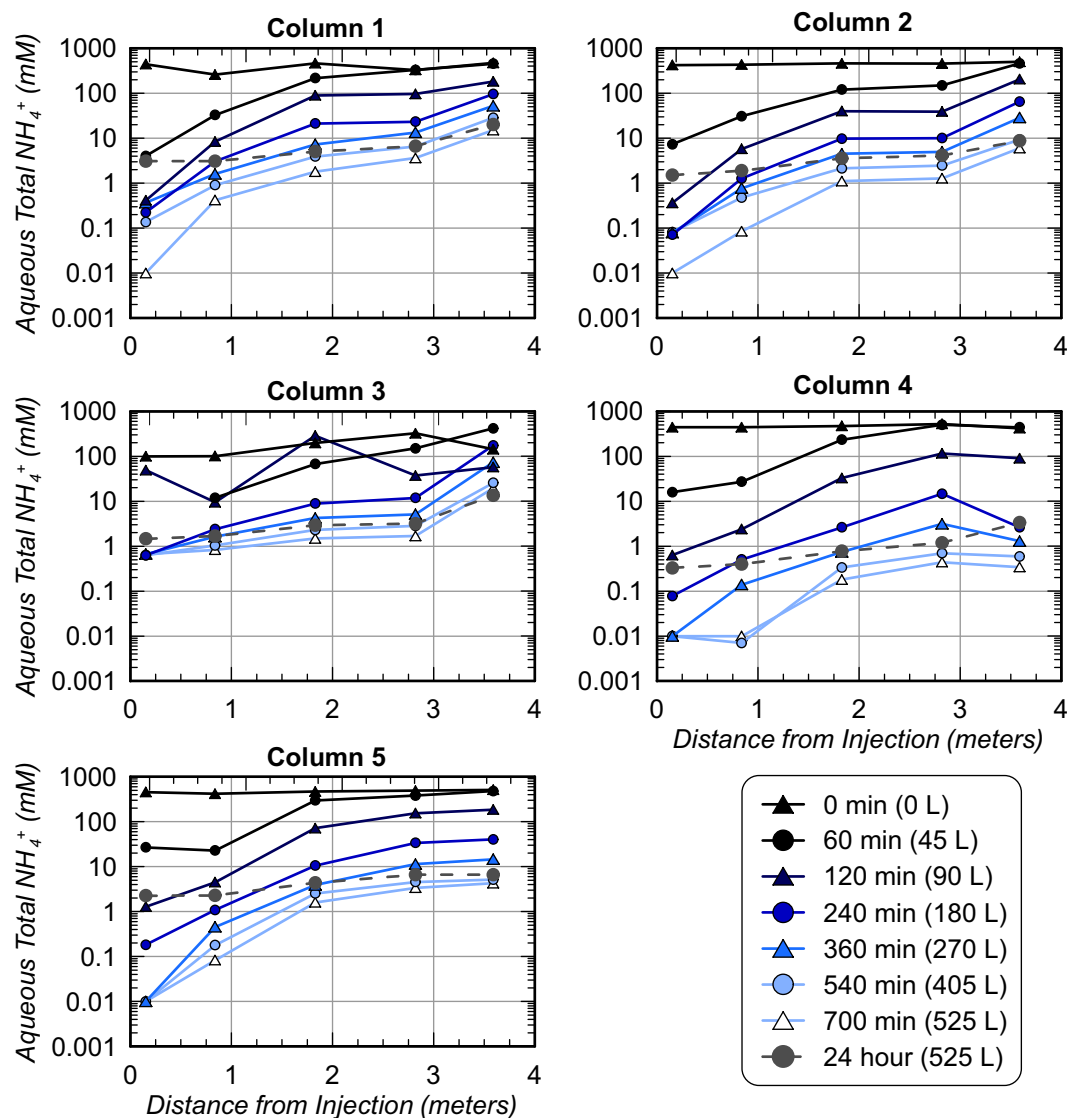 Column 1
Column 2
Aqueous Total NH4+ (mM)
1000
100
10
1
0.1
0.01
0.001
0 1 2 3 4
1000
100
10
1
0.1
0.01
0.001
0 1 2 3 4
Column 3
Column 4
Aqueous Total NH4+ (mM)
1000
100
10
1
0.1
0.01
0.001
0 1 2 3 4
1000
100
10
1
0.1
0.01
0.001
0 1 2 3 4
Distance from Injection (meters)
Column 5
Aqueous Total NH4+ (mM)
1000
100
10
1
0.1
0.01
0.001
0 1 2 3 4
Distance from Injection (meters)
0 min (0 L)
60 min (45 L)
120 min (90 L)
240 min (180 L)
360 min (270 L)
540 min (405 L)
700 min (525 L)
24 hour (525 L)